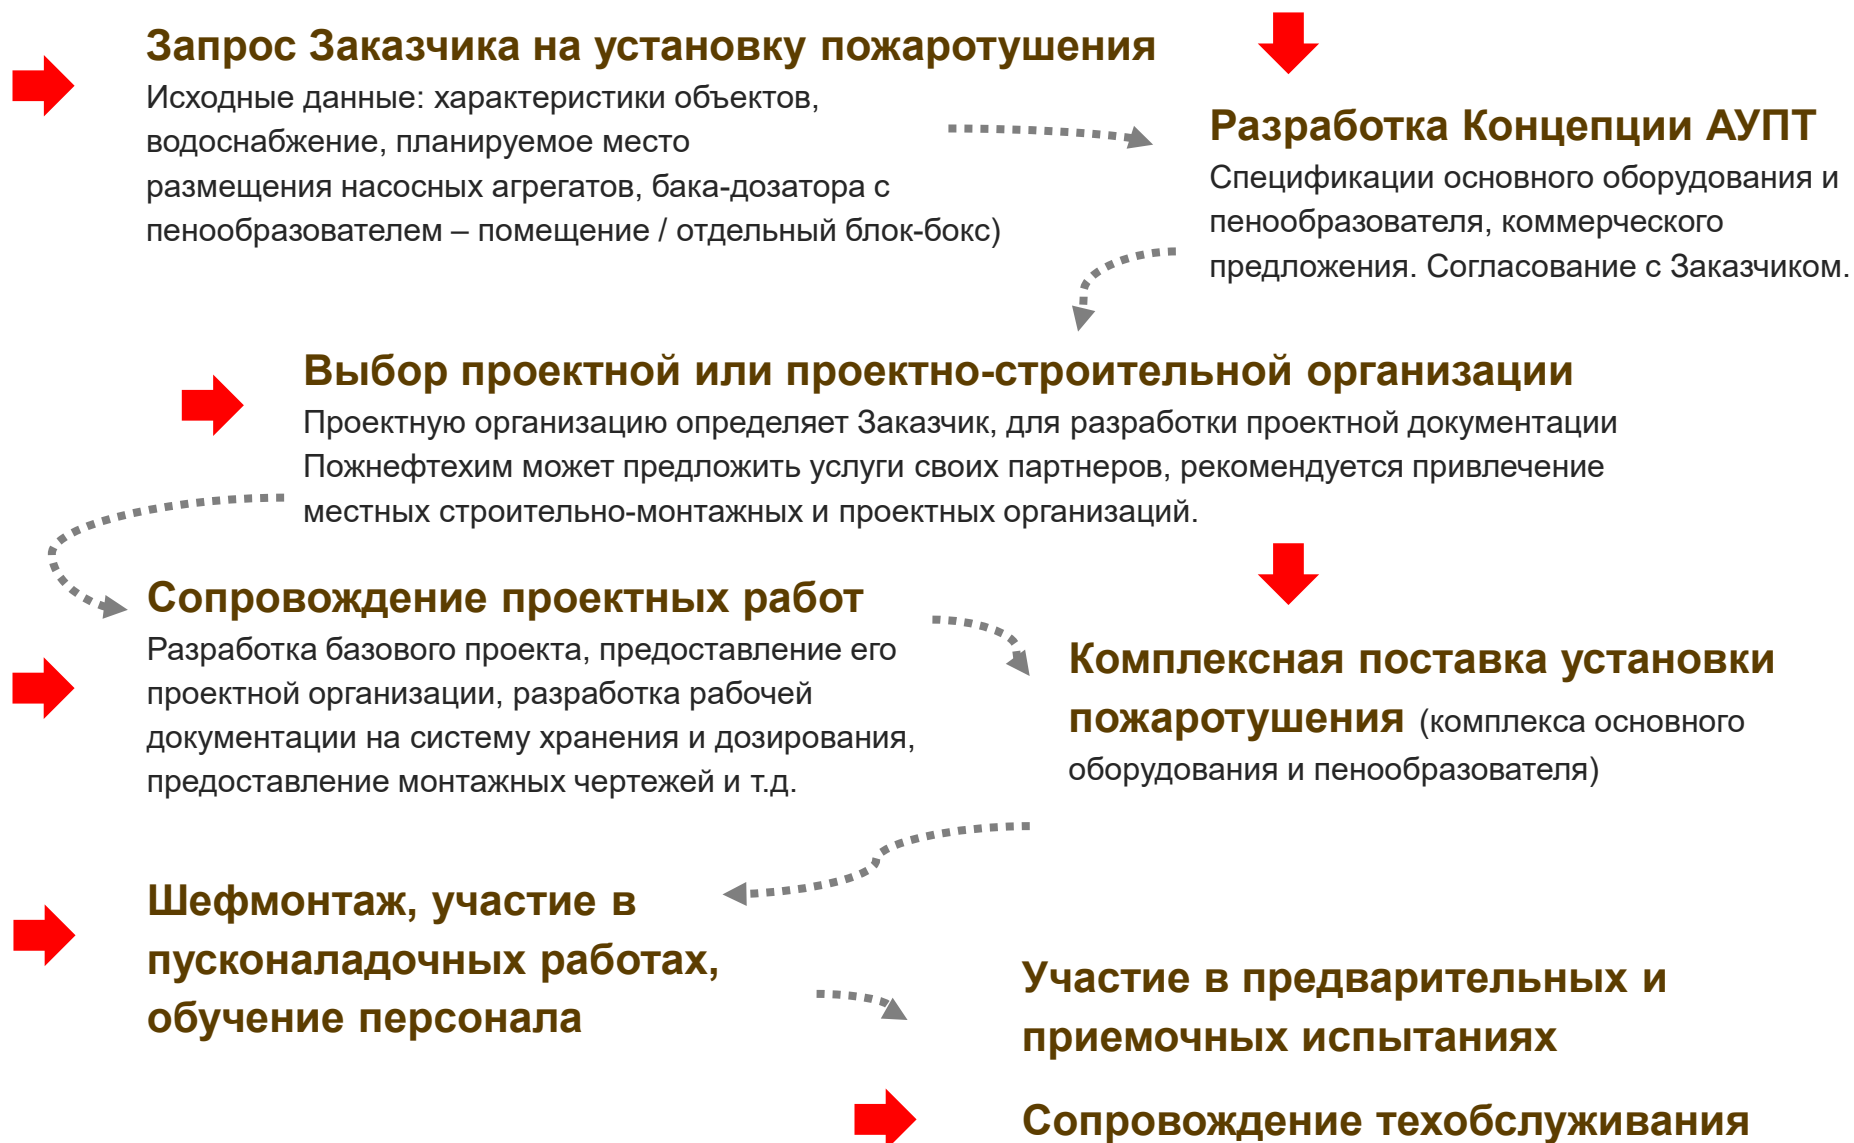 Запрос Заказчика на установку пожаротушения
Исходные данные: характеристики объектов,
водоснабжение, планируемое место
размещения насосных агрегатов, бака-дозатора с
пенообразователем – помещение / отдельный блок-бокс)
Разработка Концепции АУПТ
Спецификации основного оборудования и
пенообразователя, коммерческого
предложения. Согласование с Заказчиком.
Выбор проектной или проектно-строительной организации
Проектную организацию определяет Заказчик, для разработки проектной документации
Пожнефтехим может предложить услуги своих партнеров, рекомендуется привлечение
местных строительно-монтажных и проектных организаций.
Сопровождение проектных работ
Разработка базового проекта, предоставление его
проектной организации, разработка рабочей
документации на систему хранения и дозирования,
предоставление монтажных чертежей и т.д.
Комплексная поставка установки
пожаротушения (комплекса основного
оборудования и пенообразователя)
Шефмонтаж, участие в
пусконаладочных работах,
обучение персонала
Участие в предварительных и
приемочных испытаниях
Сопровождение техобслуживания